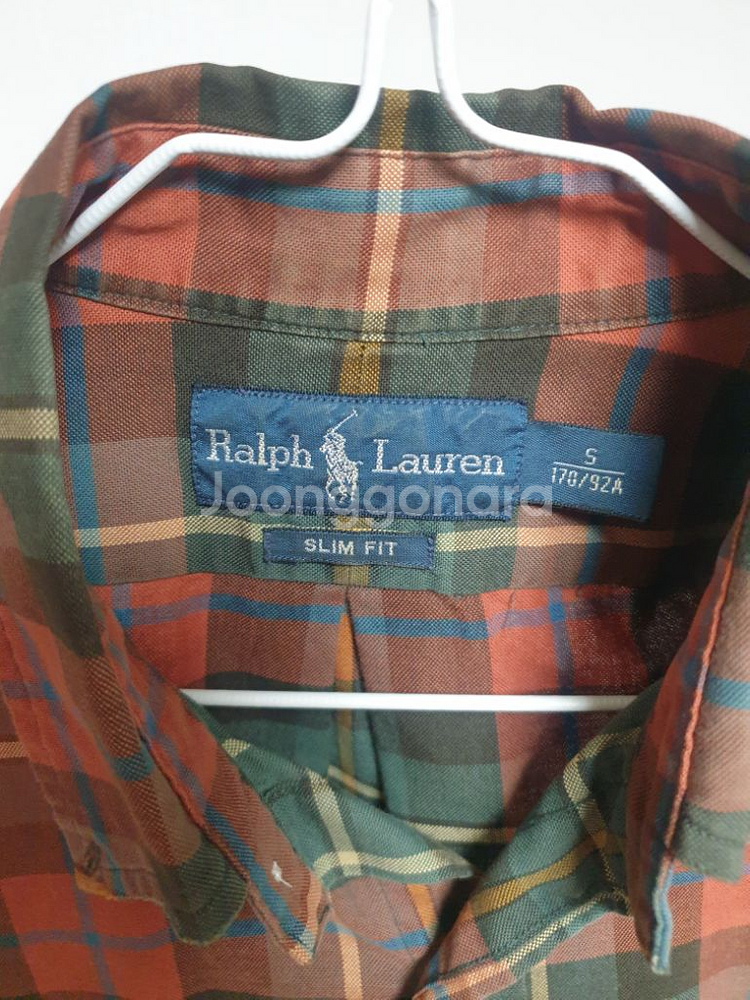 Ralph Lauren
S
170/92A
SLIM FIT
Joonggonara